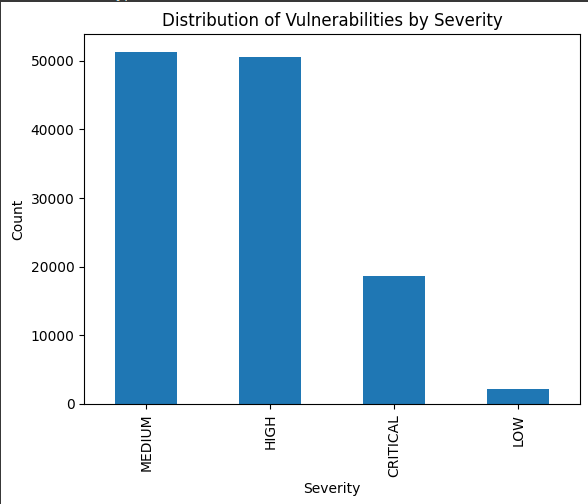 Distribution of Vulnerabilities by Severity
50000
40000
30000
20000
10000
0
Count
MEDIUM
HIGH
CRITICAL
LOW
Severity